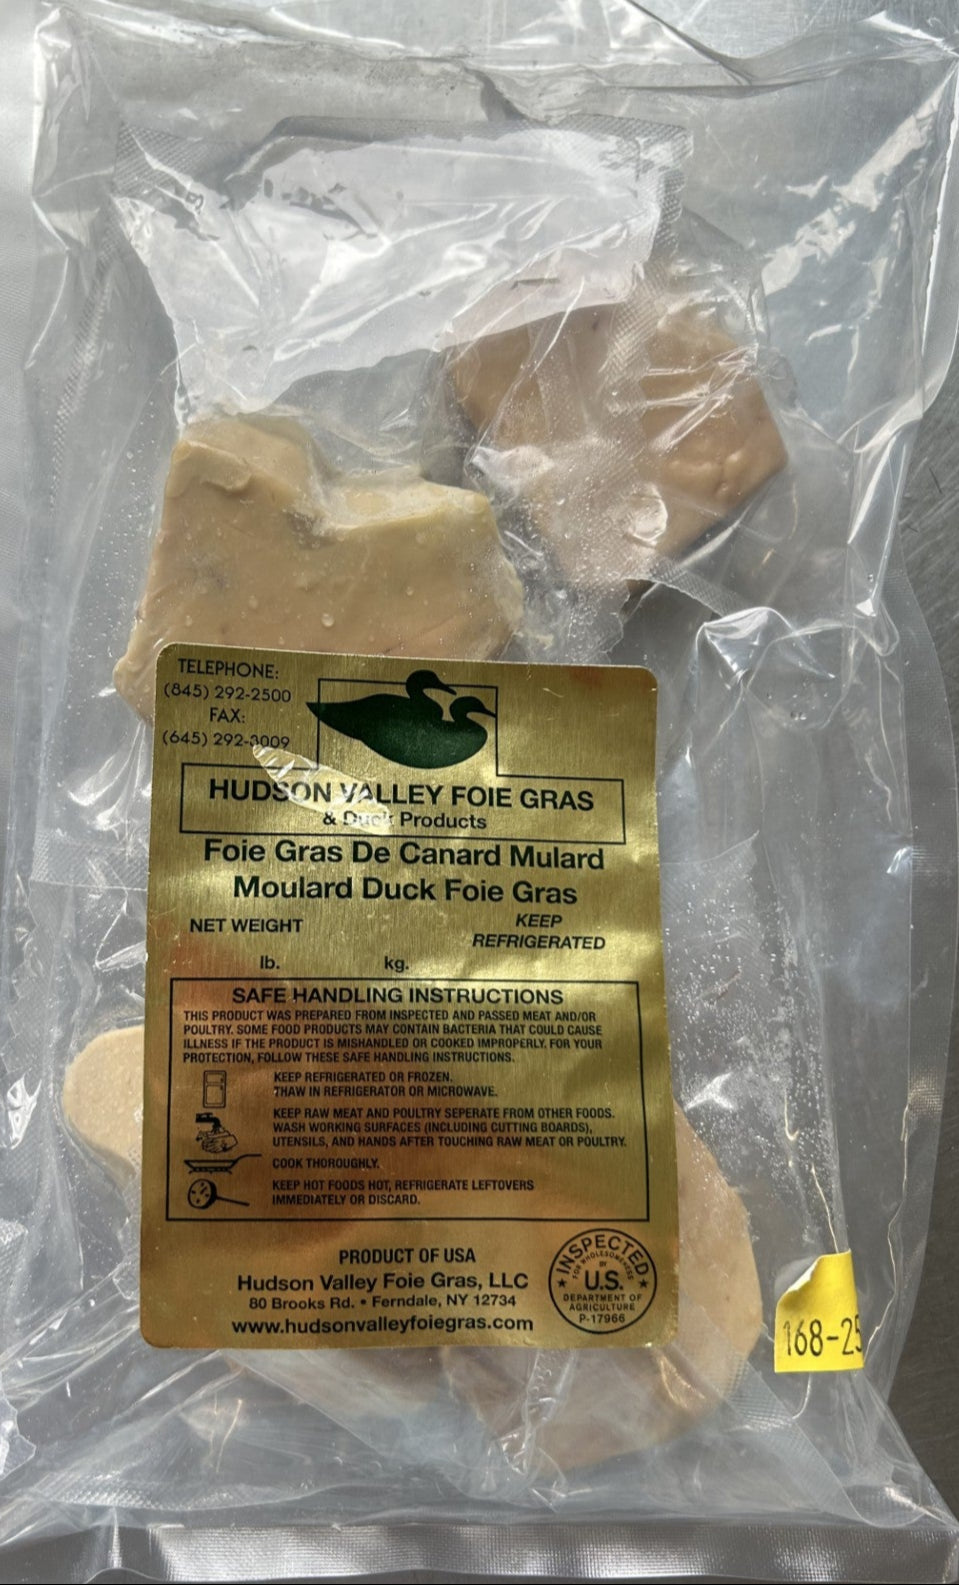 TELEPHONE:
(845) 292-2500
FAX:
(645) 292-3009
HUDSON VALLEY FOIE GRAS
& Duck Products
Foie Gras De Canard Mulard
Moulard Duck Foie Gras
NET WEIGHT
KEEP
REFRIGERATED
lb. kg.
SAFE HANDLING INSTRUCTIONS
THIS PRODUCT WAS PREPARED FROM INSPECTED AND PASSED MEAT AND/OR
POULTRY. SOME FOOD PRODUCTS MAY CONTAIN BACTERIA THAT COULD CAUSE
ILLNESS IF THE PRODUCT IS MISHANDLED OR COOKED IMPROPERLY. FOR YOUR
PROTECTION, FOLLOW THESE SAFE HANDLING INSTRUCTIONS.
KEEP REFRIGERATED OR FROZEN.
THAW IN REFRIGERATOR OR MICROWAVE.
KEEP RAW MEAT AND POULTRY SEPERATE FROM OTHER FOODS.
WASH WORKING SURFACES (INCLUDING CUTTING BOARDS),
UTENSILS, AND HANDS AFTER TOUCHING RAW MEAT OR POULTRY.
COOK THOROUGHLY.
KEEP HOT FOODS HOT, REFRIGERATE LEFTOVERS
IMMEDIATELY OR DISCARD.
PRODUCT OF USA
Hudson Valley Foie Gras, LLC
80 Brooks Rd. • Ferndale, NY 12734
www.hudsonvalleyfoiegras.com
INSPECTED
FOR WHOLESOMENESS
BY
U.S.
DEPARTMENT OF
AGRICULTURE
P-17966
168-25